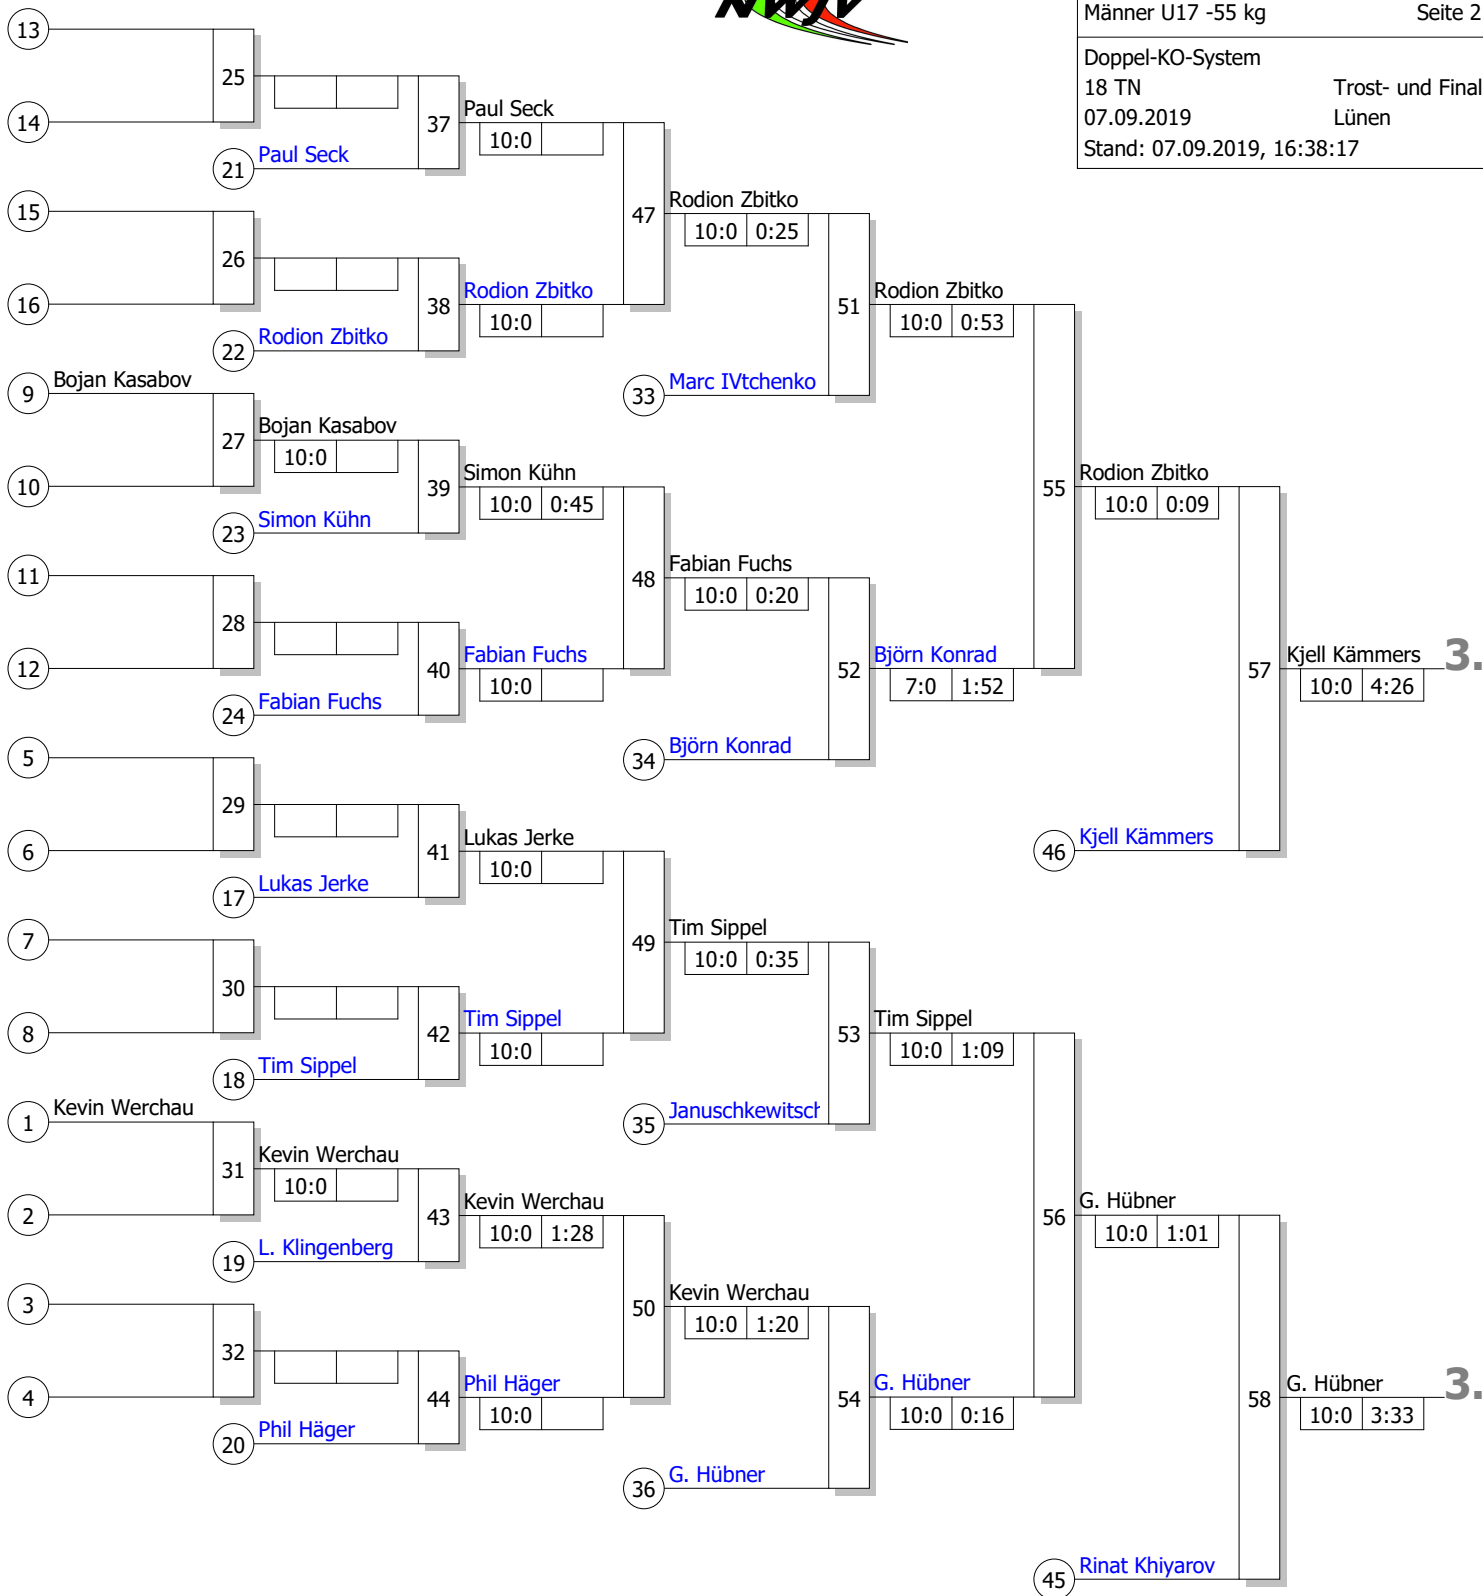 NWJV
Männer U17 -55 kg Seite 2
Doppel-KO-System
18 TN Trost- und Final
07.09.2019 Lünen
Stand: 07.09.2019, 16:38:17
13
25
14
37
Paul Seck
10:0
21
Paul Seck
15
47
Rodion Zbitko
10:0 0:25
26
16
38
Rodion Zbitko
10:0
22
Rodion Zbitko
51
Rodion Zbitko
10:0 0:53
33
Marc IVtchenko
9
Bojan Kasabov
27
Bojan Kasabov
10:0
10
39
Simon Kühn
10:0 0:45
23
Simon Kühn
55
Rodion Zbitko
10:0 0:09
11
48
Fabian Fuchs
10:0 0:20
28
12
40
Fabian Fuchs
10:0
24
Fabian Fuchs
52
Björn Konrad
7:0 1:52
34
Björn Konrad
57
Kjell Kämmers
10:0 4:26
3.
46
Kjell Kämmers
5
29
6
41
Lukas Jerke
10:0
17
Lukas Jerke
7
49
Tim Sippel
10:0 0:35
30
8
42
Tim Sippel
10:0
18
Tim Sippel
53
Tim Sippel
10:0 1:09
35
Januschkewitsch
1
Kevin Werchau
31
Kevin Werchau
10:0
2
43
Kevin Werchau
10:0 1:28
19
L. Klingenberg
56
G. Hübner
10:0 1:01
3
50
Kevin Werchau
10:0 1:20
32
4
44
Phil Häger
10:0
20
Phil Häger
54
G. Hübner
10:0 0:16
36
G. Hübner
58
G. Hübner
10:0 3:33
3.
45
Rinat Khiyarov